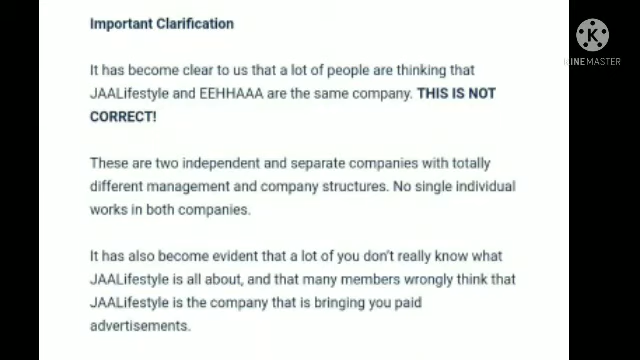 Important Clarification
It has become clear to us that a lot of people are thinking that
JAALifestyle and EEHHAAA are the same company. THIS IS NOT
CORRECT!
These are two independent and separate companies with totally
different management and company structures. No single individual
works in both companies.
It has also become evident that a lot of you don't really know what
JAALifestyle is all about, and that many members wrongly think that
JAALifestyle is the company that is bringing you paid
advertisements.
K
KINEMASTER